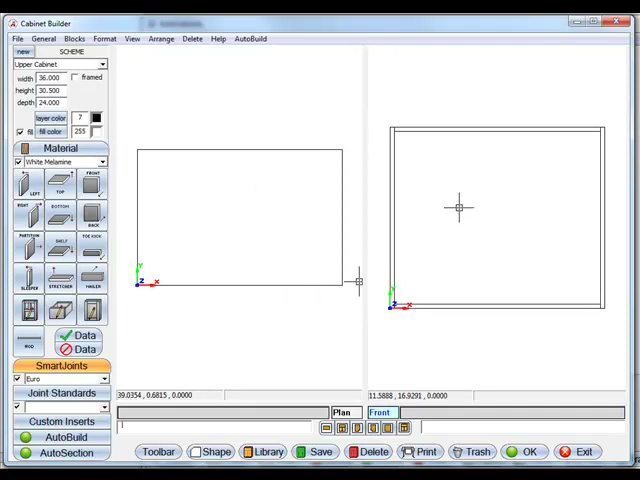 Cabinet Builder
File General Blocks Format View Arrange Delete Help AutoBuild
new SCHEME
Upper Cabinet
width 36.000 framed
height 30.500
depth 24.000
layer color 7
fill fill color 255
Material
White Melamine
LEFT TOP FRONT
RIGHT BOTTOM BACK
PARTITION SHELF TOE KICK
SLEEPER STRETCHER NAILER
ROD
Data
Data
SmartJoints
Euro
Joint Standards
Custom Inserts
AutoBuild
AutoSection
Y
Z X
Y
Z X
39.0354, 0.6815, 0.0000
11.5888, 16.9291, 0.0000
Plan Front
Toolbar Shape Library Save Delete Print Trash OK Exit